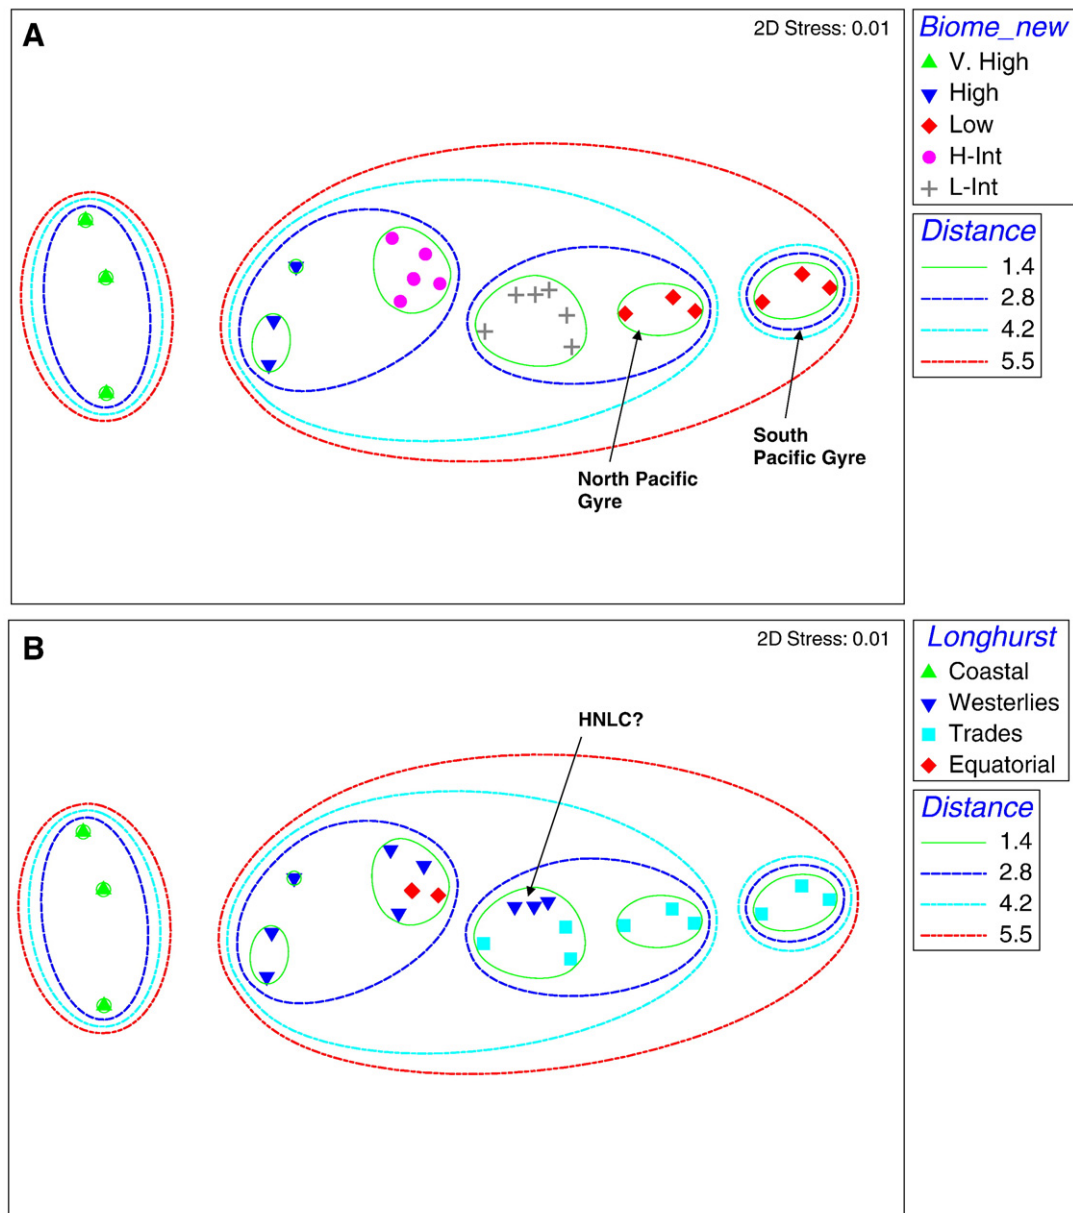 A
2D Stress: 0.01
Biome_new
V. High
High
Low
H-Int
L-Int
Distance
1.4
2.8
4.2
5.5
North Pacific
Gyre
South
Pacific Gyre
B
2D Stress: 0.01
HNLC?
Longhurst
Coastal
Westerlies
Trades
Equatorial
Distance
1.4
2.8
4.2
5.5